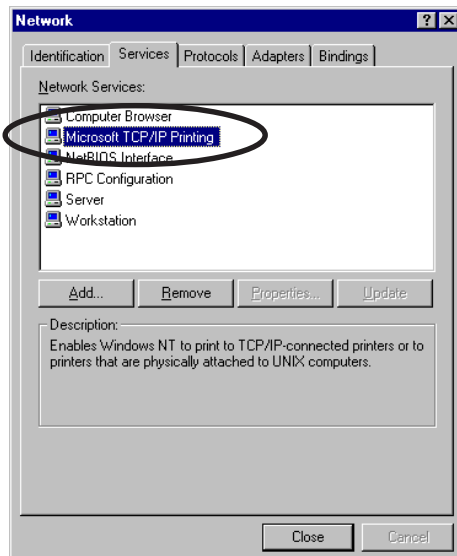 Network
Identification Services Protocols Adapters Bindings
Network Services:
Computer Browser
Microsoft TCP/IP Printing
NetBIOS Interface
RPC Configuration
Server
Workstation
Add... Remove Properties... Update
Description:
Enables Windows NT to print to TCP/IP-connected printers or to
printers that are physically attached to UNIX computers.
Close Cancel